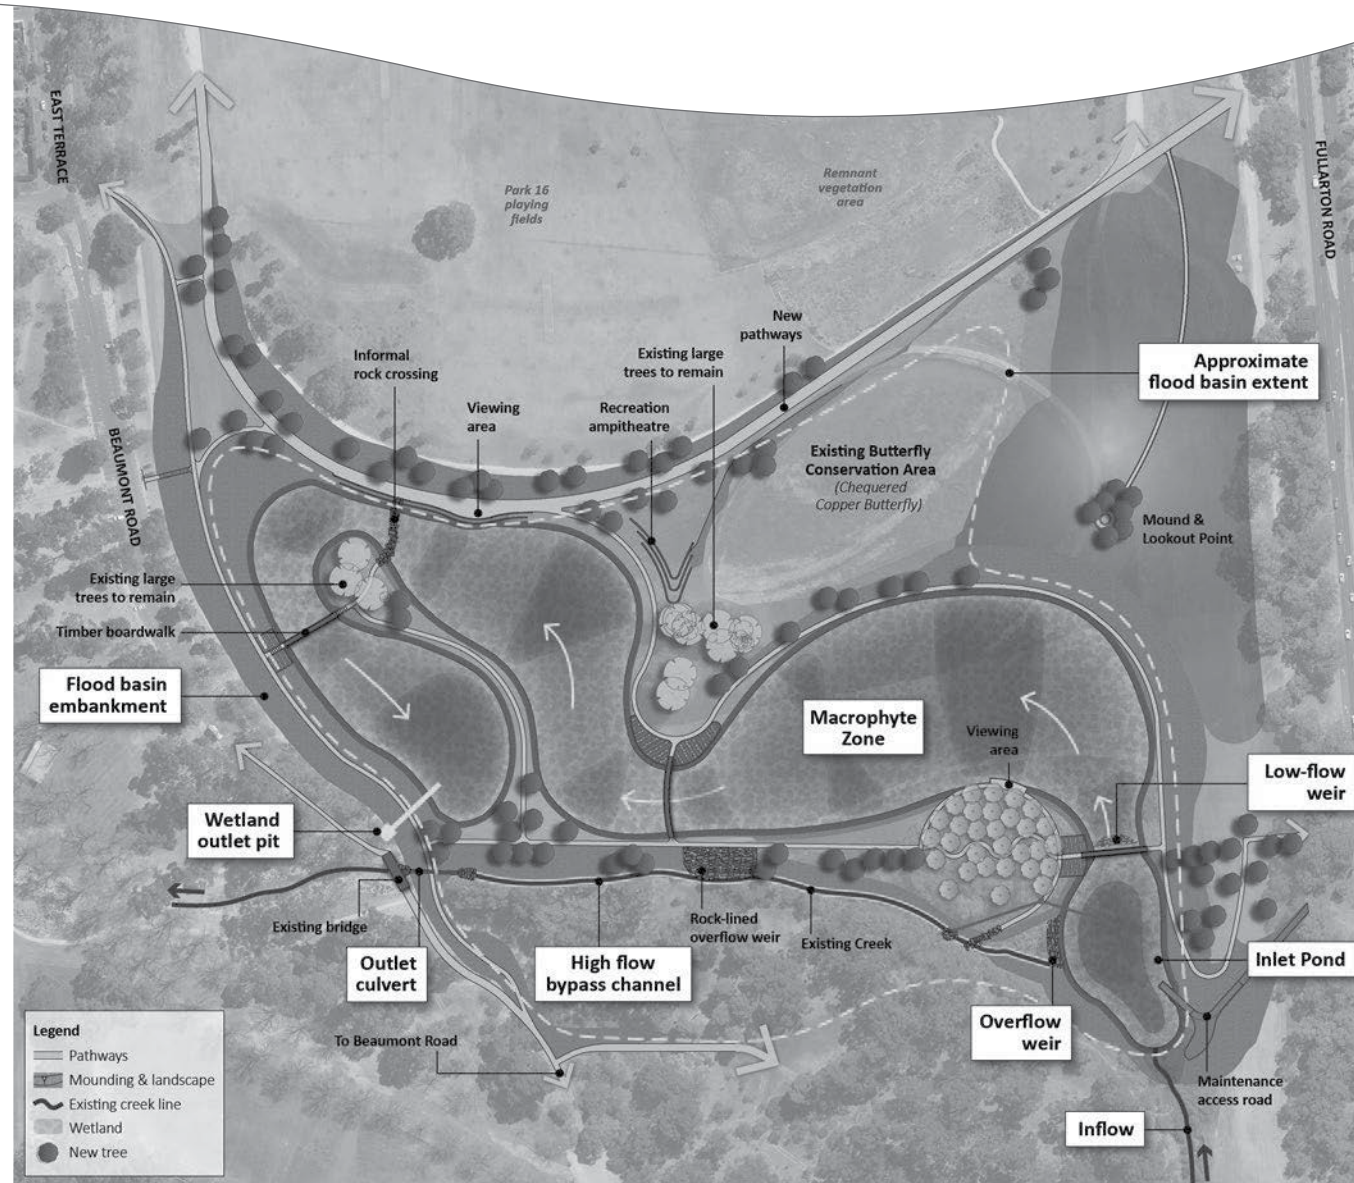 EAST TERRACE
FULLARTON ROAD
Park 16
playing
fields
Remnant
vegetation
area
New
pathways
Informal
rock crossing
Existing large
trees to remain
Approximate
flood basin extent
Viewing
area
Recreation
ampitheatre
BEAUMONT ROAD
Existing Butterfly
Conservation Area
(Chequered
Copper Butterfly)
Mound &
Lookout Point
Existing large
trees to remain
Timber boardwalk
Flood basin
embankment
Macrophyte
Zone
Viewing
area
Low-flow
weir
Wetland
outlet pit
Existing bridge
Rock-lined
overflow weir
Existing Creek
Outlet
culvert
High flow
bypass channel
Inlet Pond
Overflow
weir
To Beaumont Road
Maintenance
access road
Inflow
Legend
Pathways
Mounding & landscape
Existing creek line
Wetland
New tree